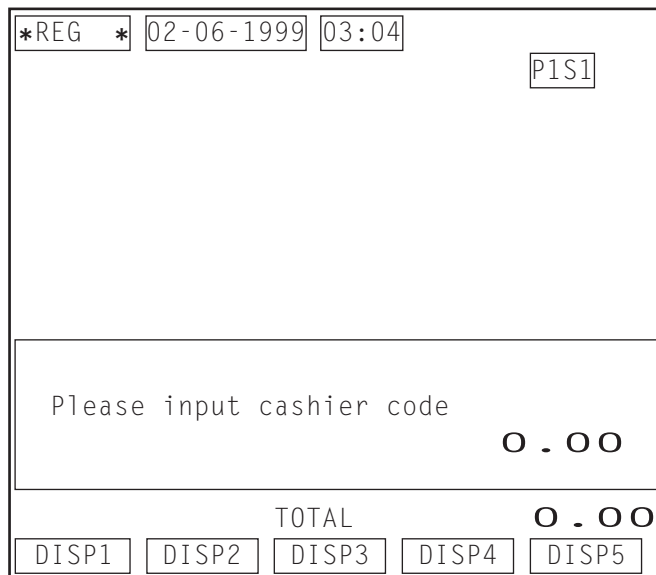 *REG * 02-06-1999 03:04
P1S1
Please input cashier code
0.00
TOTAL 0.00
DISP1 DISP2 DISP3 DISP4 DISP5